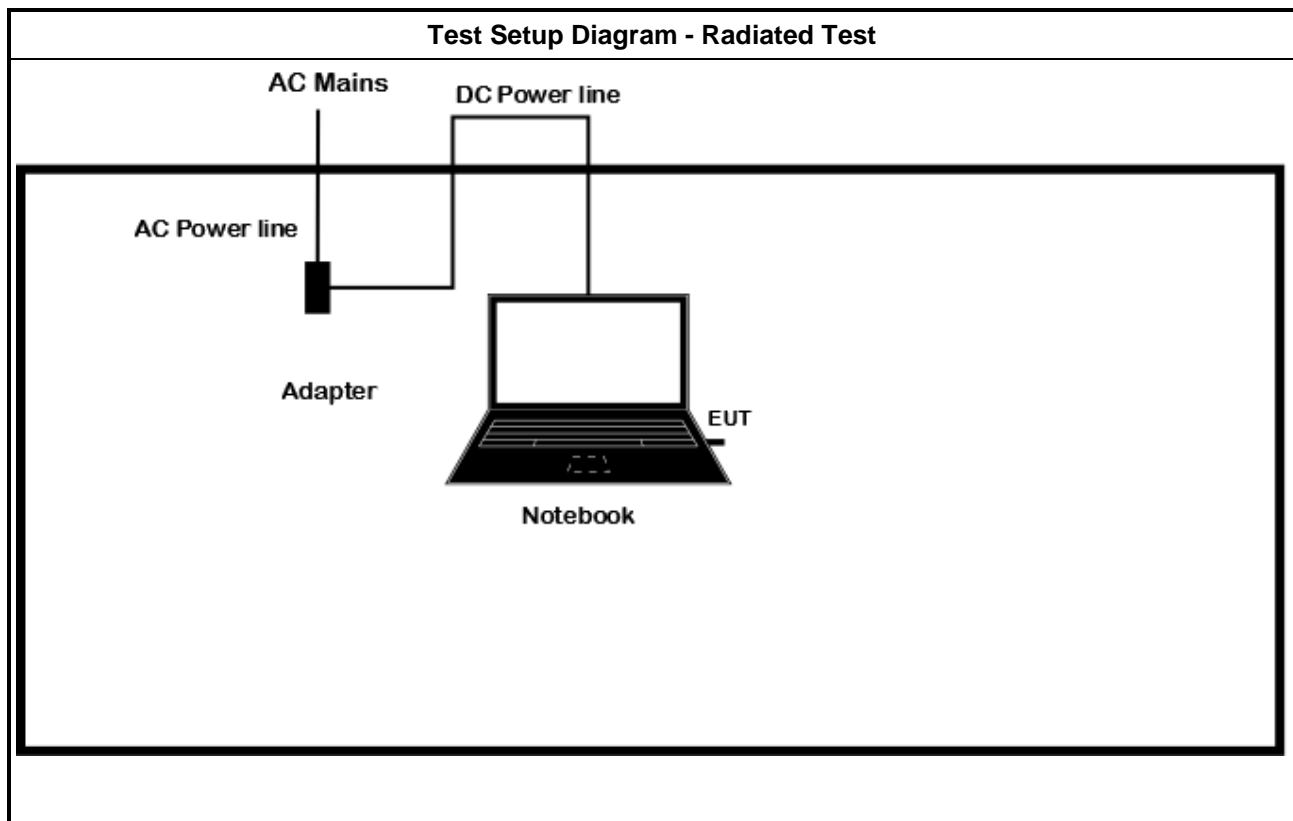 Test Setup Diagram - Radiated Test
AC Mains
DC Power line
AC Power line
Adapter
EUT
Notebook